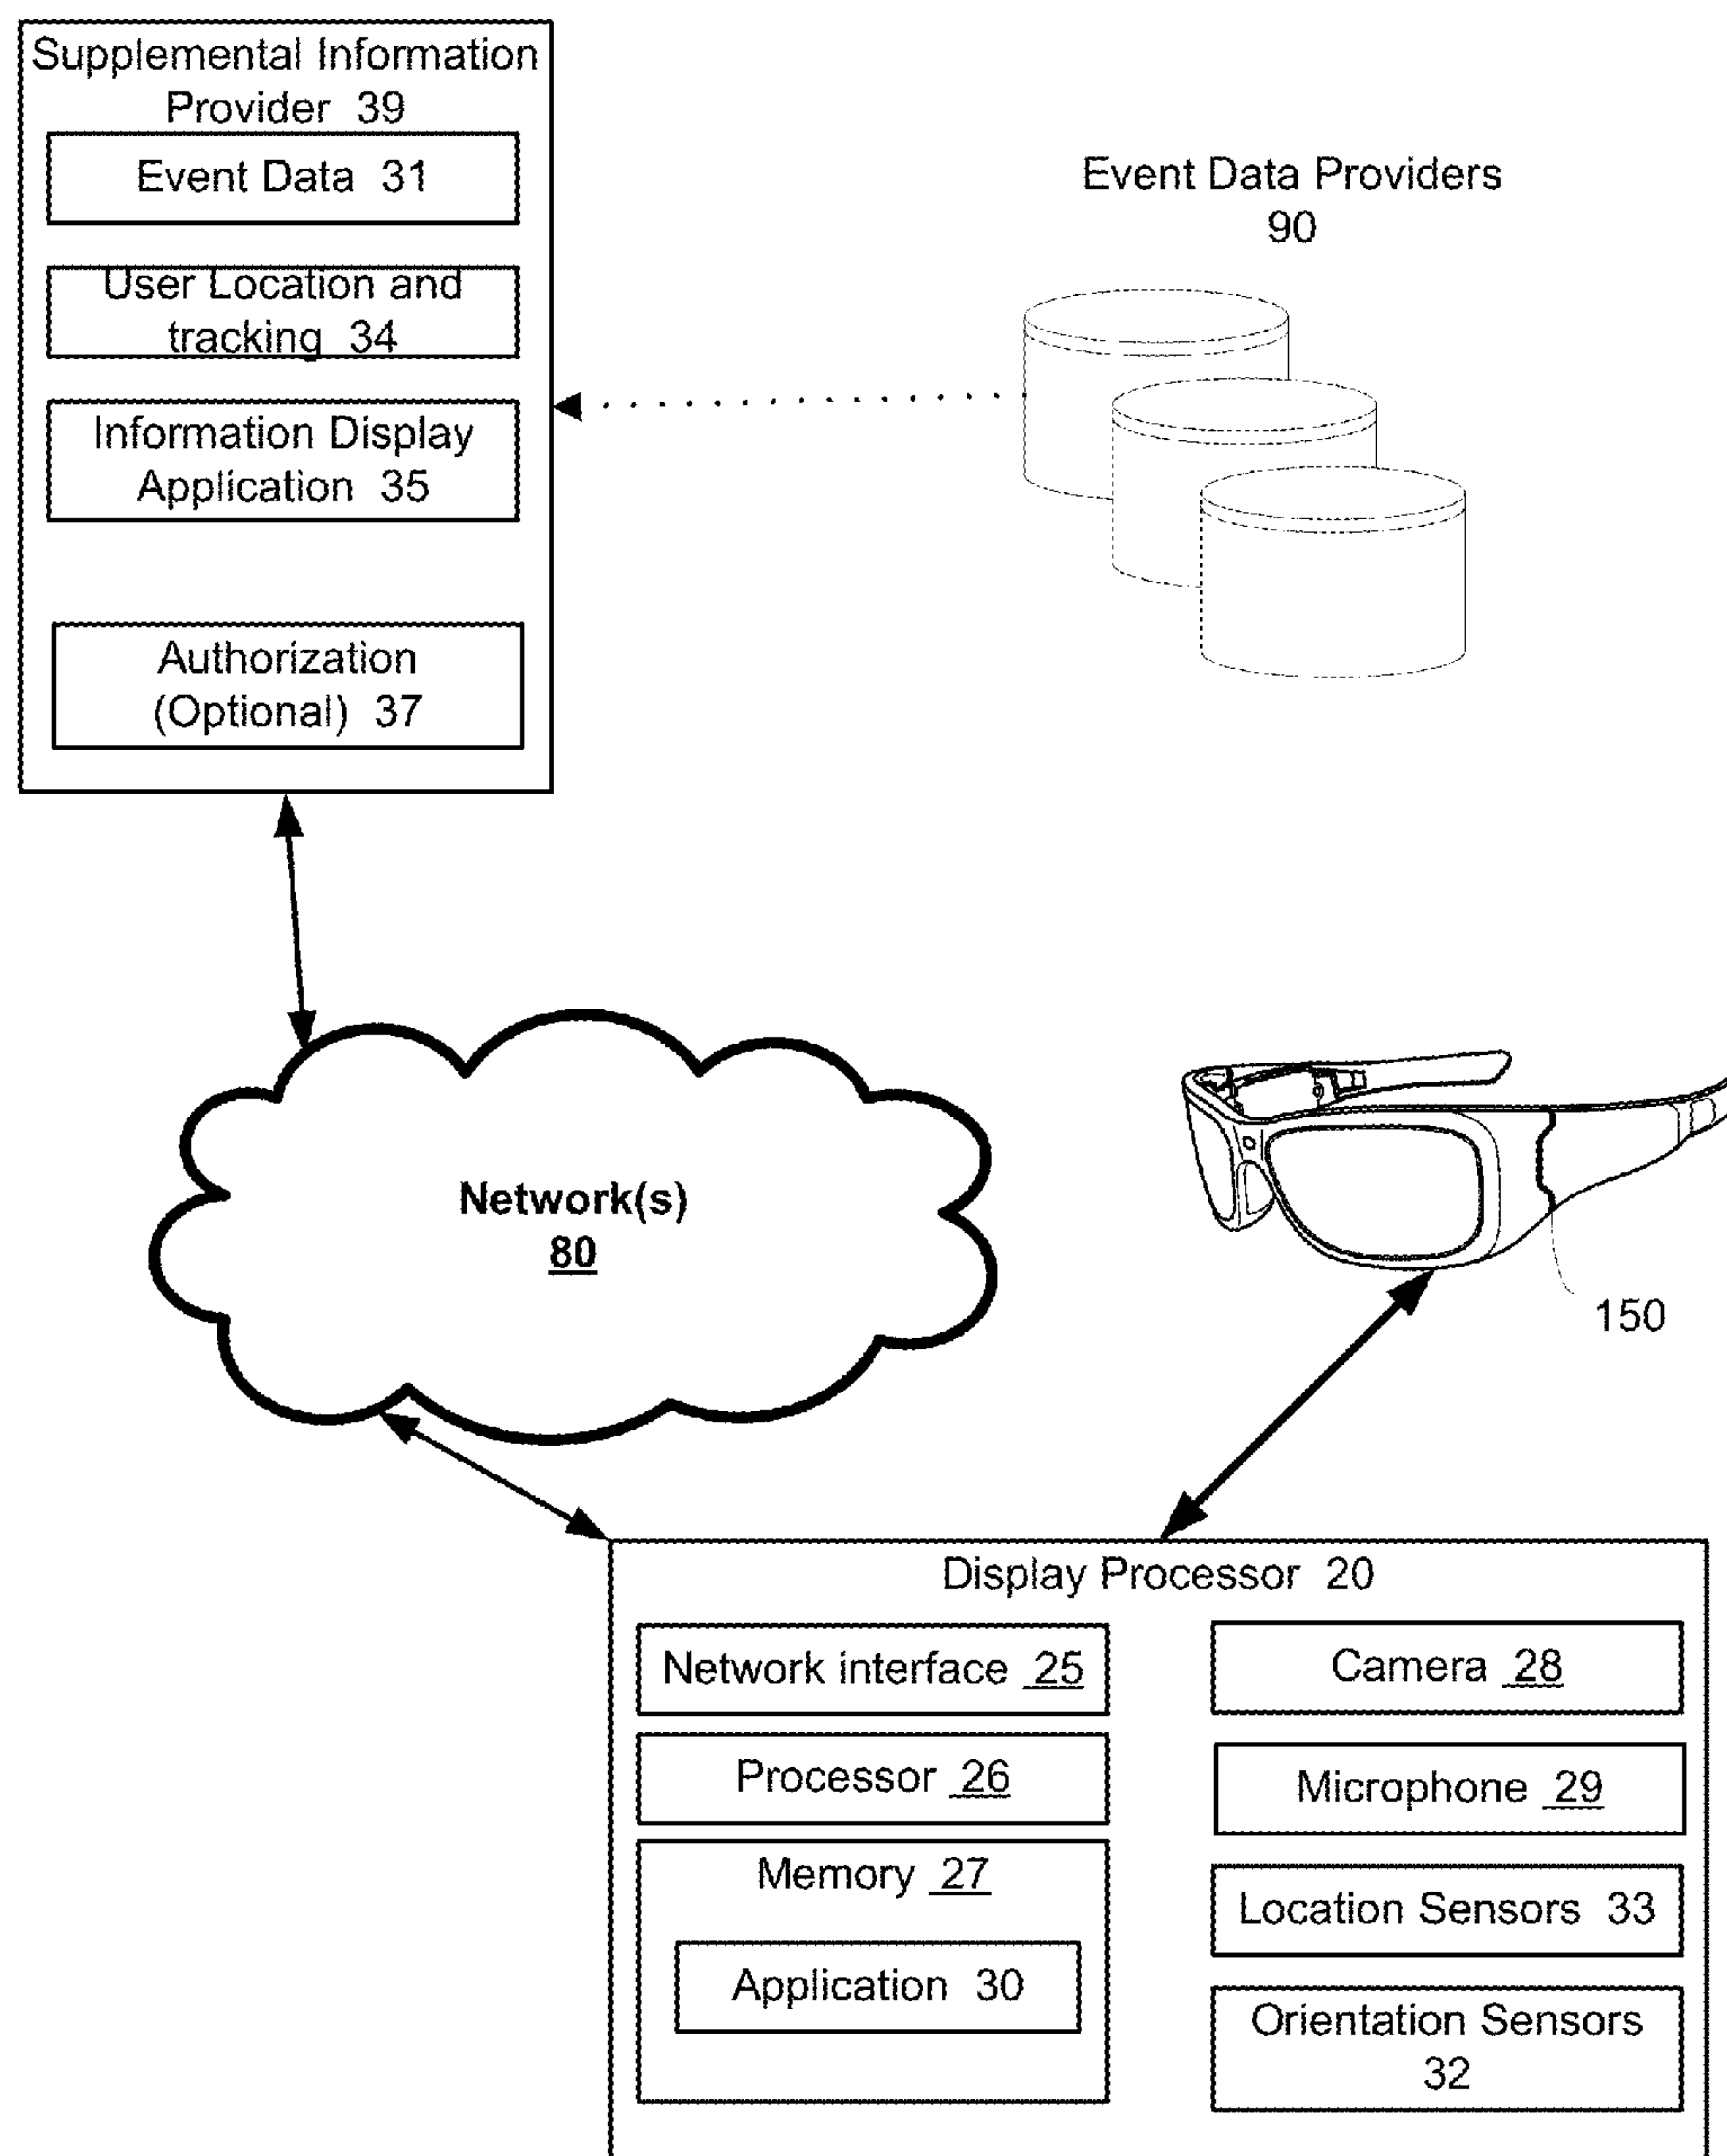 Supplemental Information
Provider 39
Event Data 31
User Location and
tracking 34
Information Display
Application 35
Authorization
(Optional) 37
Event Data Providers
90
Network(s)
80
150
Display Processor 20
Network interface 25
Processor 26
Memory 27
Application 30
Camera 28
Microphone 29
Location Sensors 33
Orientation Sensors
32